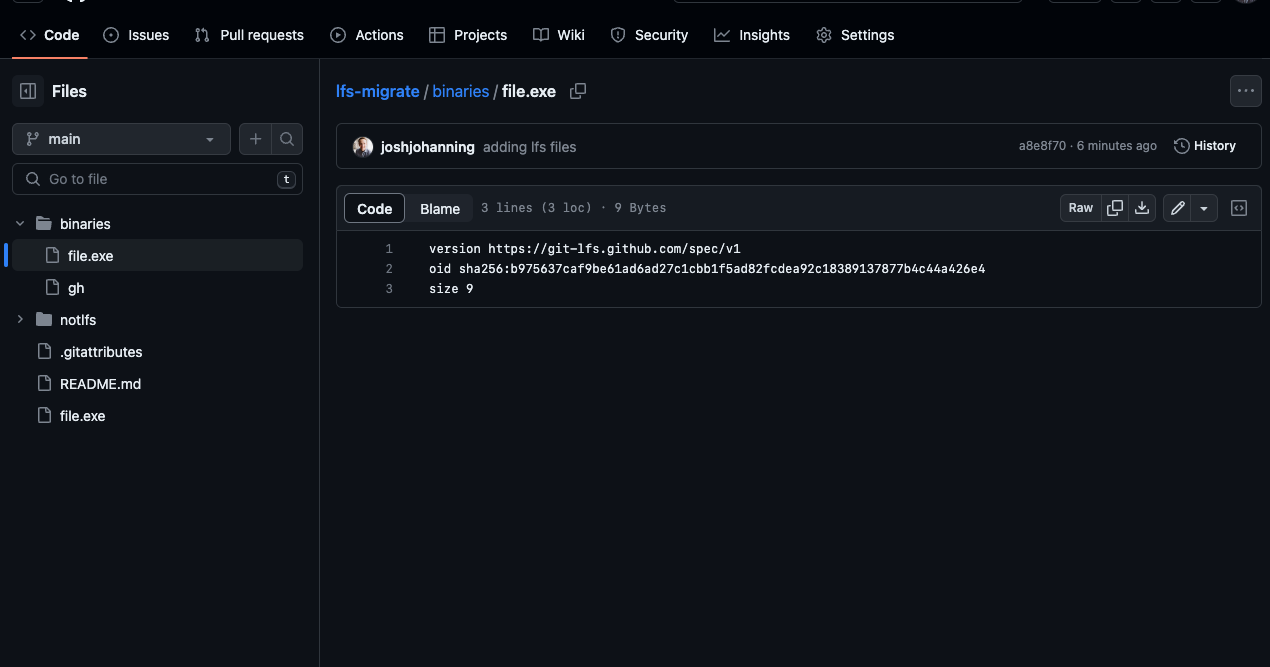 Code Issues Pull requests Actions Projects Wiki Security Insights Settings
Files
main
Go to file t
binaries
file.exe
gh
notlfs
.gitattributes
README.md
file.exe
lfs-migrate / binaries / file.exe
joshjohanning adding lfs files a8e8f70 · 6 minutes ago History
Code Blame 3 lines (3 loc) · 9 Bytes Raw
1 version https://git-lfs.github.com/spec/v1
2 oid sha256:b975637caf9be61ad6ad27c1cbb1f5ad82fcdea92c18389137877b4c44a426e4
3 size 9